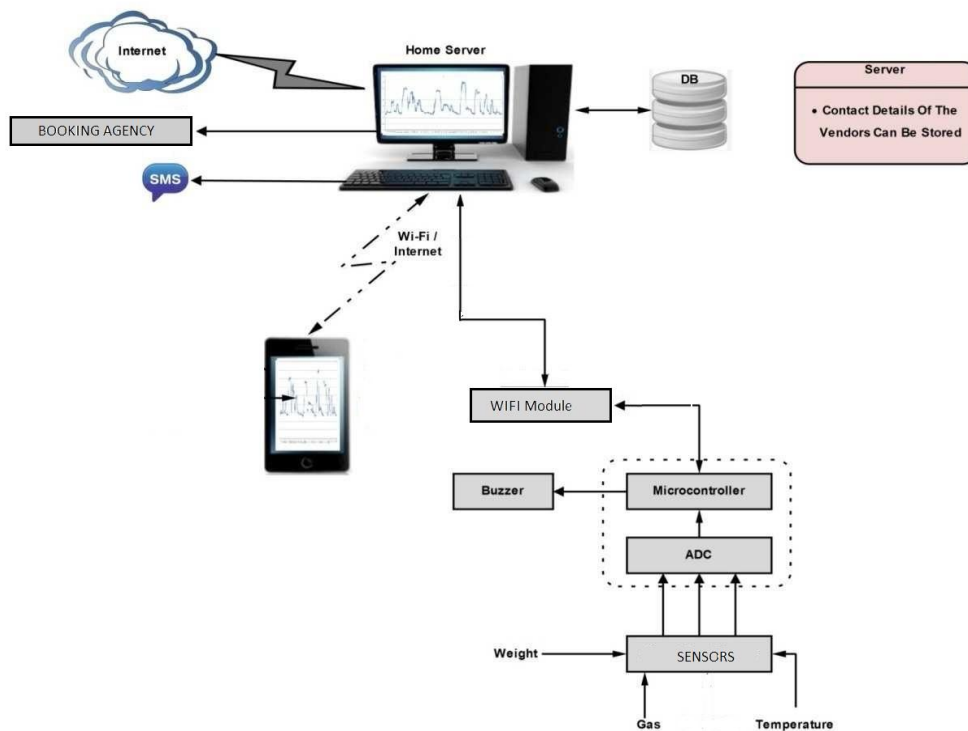 Internet
Home Server
DB
Server
• Contact Details Of The
Vendors Can Be Stored
BOOKING AGENCY
SMS
Wi-Fi /
Internet
WIFI Module
Buzzer
Microcontroller
ADC
Weight
SENSORS
Gas
Temperature